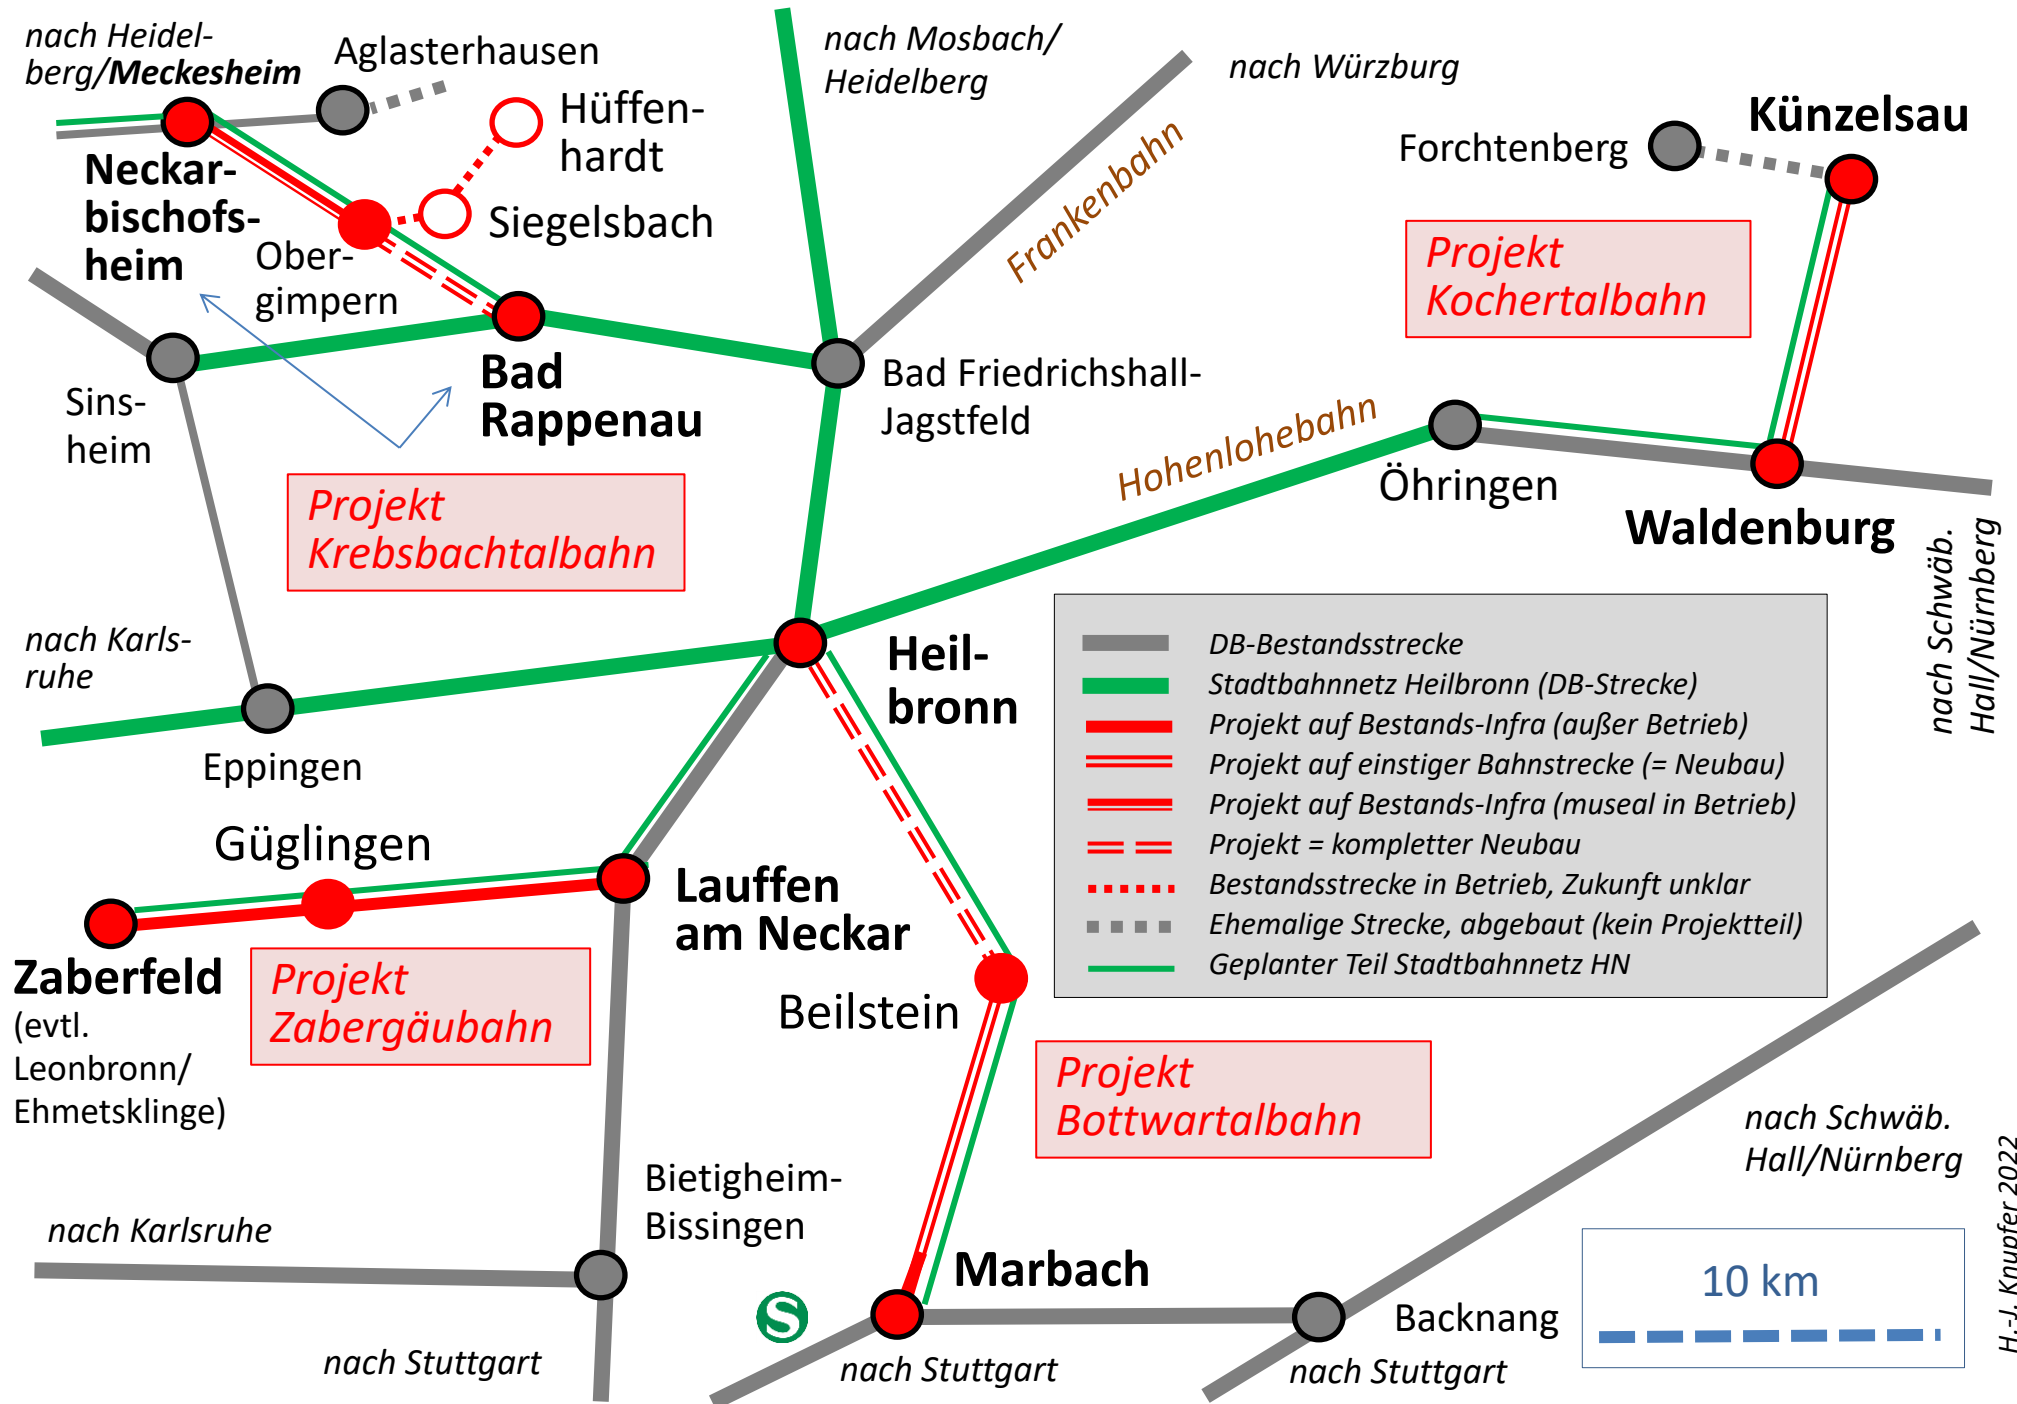 nach Heidel-
berg/Meckesheim
Aglasterhausen
Hüffen-
hardt
nach Mosbach/
Heidelberg
nach Würzburg
Künzelsau
Forchtenberg
Neckar-
bischofs-
heim
Siegelsbach
Ober-
gimpern
Frankenbahn
Projekt
Kochertalbahn
Sins-
heim
Bad
Rappenau
Bad Friedrichshall-
Jagstfeld
Hohenlohebahn
Öhringen
Waldenburg
nach Schwäb.
Hall/Nürnberg
Projekt
Krebsbachtalbahn
nach Karls-
ruhe
Eppingen
Heil-
bronn
DB-Bestandsstrecke
Stadtbahnnetz Heilbronn (DB-Strecke)
Projekt auf Bestands-Infra (außer Betrieb)
Projekt auf einstiger Bahnstrecke (= Neubau)
Projekt auf Bestands-Infra (museal in Betrieb)
Projekt = kompletter Neubau
Bestandsstrecke in Betrieb, Zukunft unklar
Ehemalige Strecke, abgebaut (kein Projektteil)
Geplanter Teil Stadtbahnnetz HN
Güglingen
Lauffen
am Neckar
Zaberfeld
(evtl.
Leonbronn/
Ehmetsklinge)
Projekt
Zabergäubahn
Beilstein
Projekt
Bottwartalbahn
nach Schwäb.
Hall/Nürnberg
Bietigheim-
Bissingen
nach Karlsruhe
nach Stuttgart
S
Marbach
nach Stuttgart
Backnang
nach Stuttgart
10 km
H.-J. Knupfer 2022